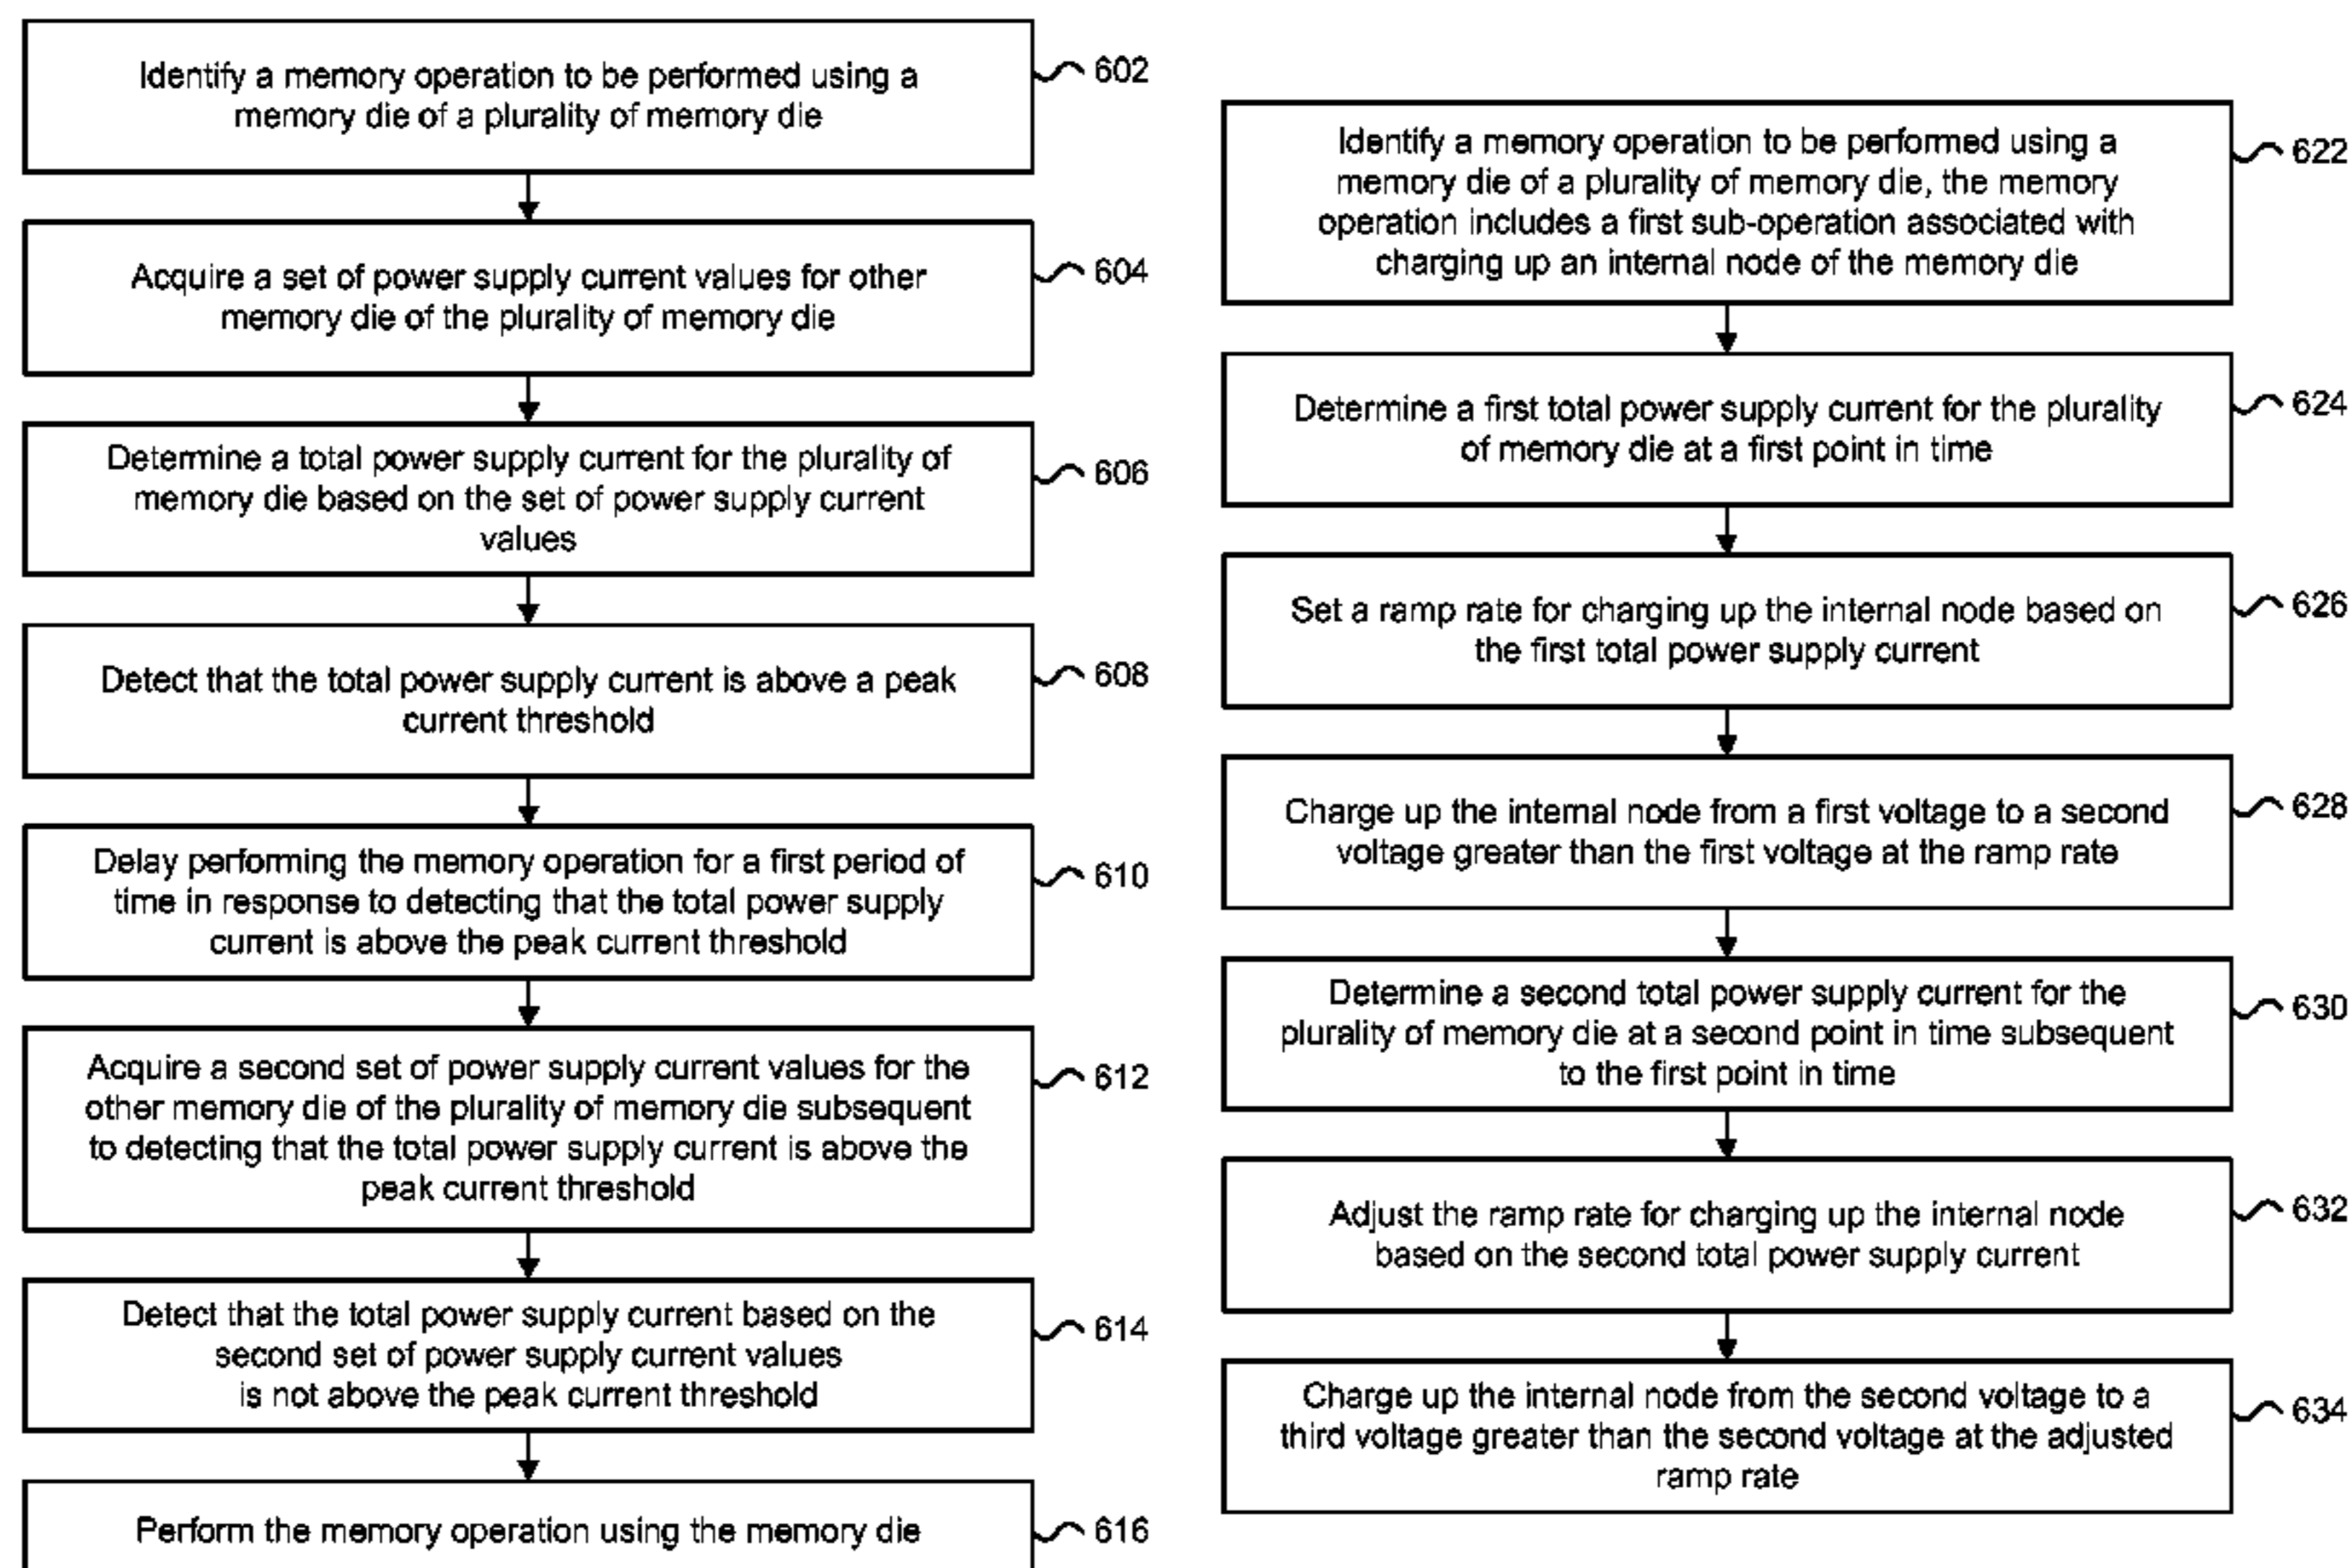 Identify a memory operation to be performed using a
memory die of a plurality of memory die
602
Acquire a set of power supply current values for other
memory die of the plurality of memory die
604
Determine a total power supply current for the plurality of
memory die based on the set of power supply current
values
606
Detect that the total power supply current is above a peak
current threshold
608
Delay performing the memory operation for a first period of
time in response to detecting that the total power supply
current is above the peak current threshold
610
Acquire a second set of power supply current values for the
other memory die of the plurality of memory die subsequent
to detecting that the total power supply current is above the
peak current threshold
612
Detect that the total power supply current based on the
second set of power supply current values
is not above the peak current threshold
614
Perform the memory operation using the memory die
616
Identify a memory operation to be performed using a
memory die of a plurality of memory die, the memory
operation includes a first sub-operation associated with
charging up an internal node of the memory die
622
Determine a first total power supply current for the plurality
of memory die at a first point in time
624
Set a ramp rate for charging up the internal node based on
the first total power supply current
626
Charge up the internal node from a first voltage to a second
voltage greater than the first voltage at the ramp rate
628
Determine a second total power supply current for the
plurality of memory die at a second point in time subsequent
to the first point in time
630
Adjust the ramp rate for charging up the internal node
based on the second total power supply current
632
Charge up the internal node from the second voltage to a
third voltage greater than the second voltage at the adjusted
ramp rate
634